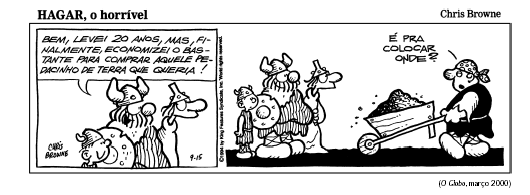 HAGAR, o horrível
Chris Browne
BEM, LEVEI 20 ANOS, MAS, FI-
NALMENTE, ECONOMIZEI O BAS-
TANTE PARA COMPRAR AQUELE PE-
DACINHO DE TERRA QUE QUERIA!
CHRIS
BROWNE
9-15
É PRA
COLOCAR
ONDE?
(O Globo, março 2000)